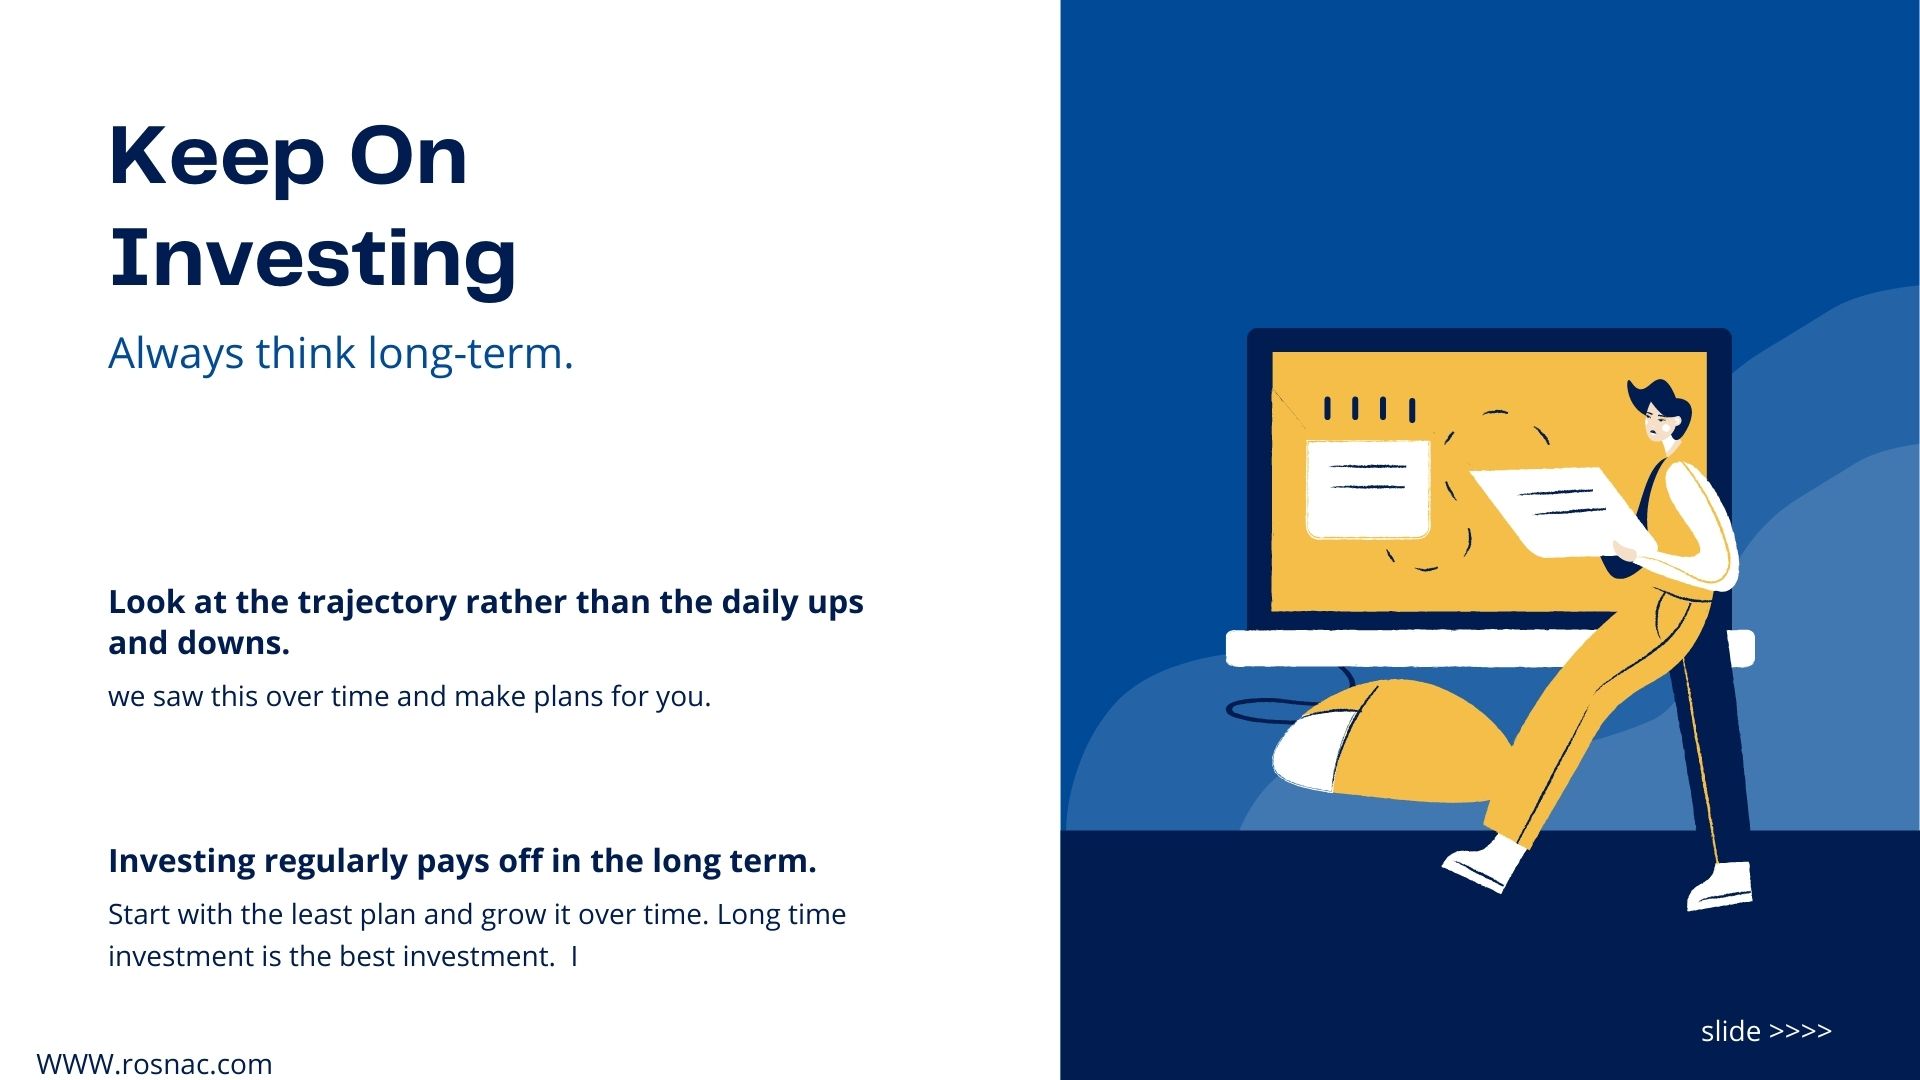 Keep On
Investing
Always think long-term.
Look at the trajectory rather than the daily ups
and downs.
we saw this over time and make plans for you.
Investing regularly pays off in the long term.
Start with the least plan and grow it over time. Long time
investment is the best investment.  I
WWW.rosnac.com
slide >>>>